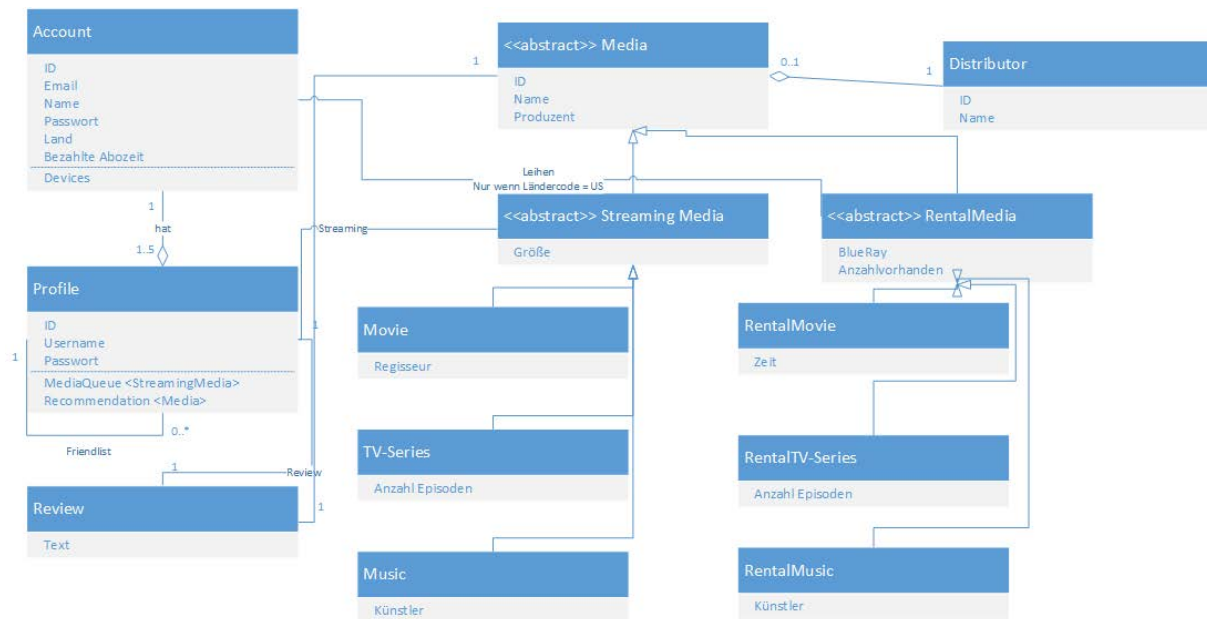 Account
ID
Email
Name
Passwort
Land
Bezahlte Abozeit
Devices
1
hat
1..5
Profile
ID
Username
Passwort
MediaQueue <StreamingMedia>
Recommendation <Media>
1
0..*
Friendlist
1
1
Review
1
Review
Text
<<abstract>> Media
ID
Name
Produzent
1
0..1
1
Distributor
ID
Name
Leihen
Nur wenn Ländercode = US
Streaming
<<abstract>> Streaming Media
Größe
<<abstract>> RentalMedia
BlueRay
Anzahlvorhanden
Movie
Regisseur
RentalMovie
Zeit
TV-Series
Anzahl Episoden
RentalTV-Series
Anzahl Episoden
Music
Künstler
RentalMusic
Künstler